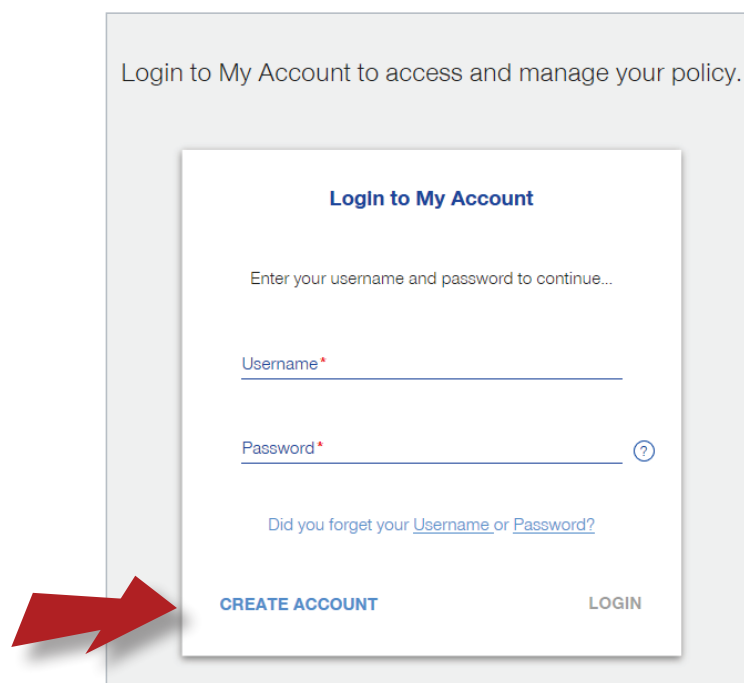 Login to My Account to access and manage your policy.
LogIn to My Account
Enter your username and password to continue...
Username*
Password*
?
Did you forget your Username or Password?
CREATE ACCOUNT LOGIN